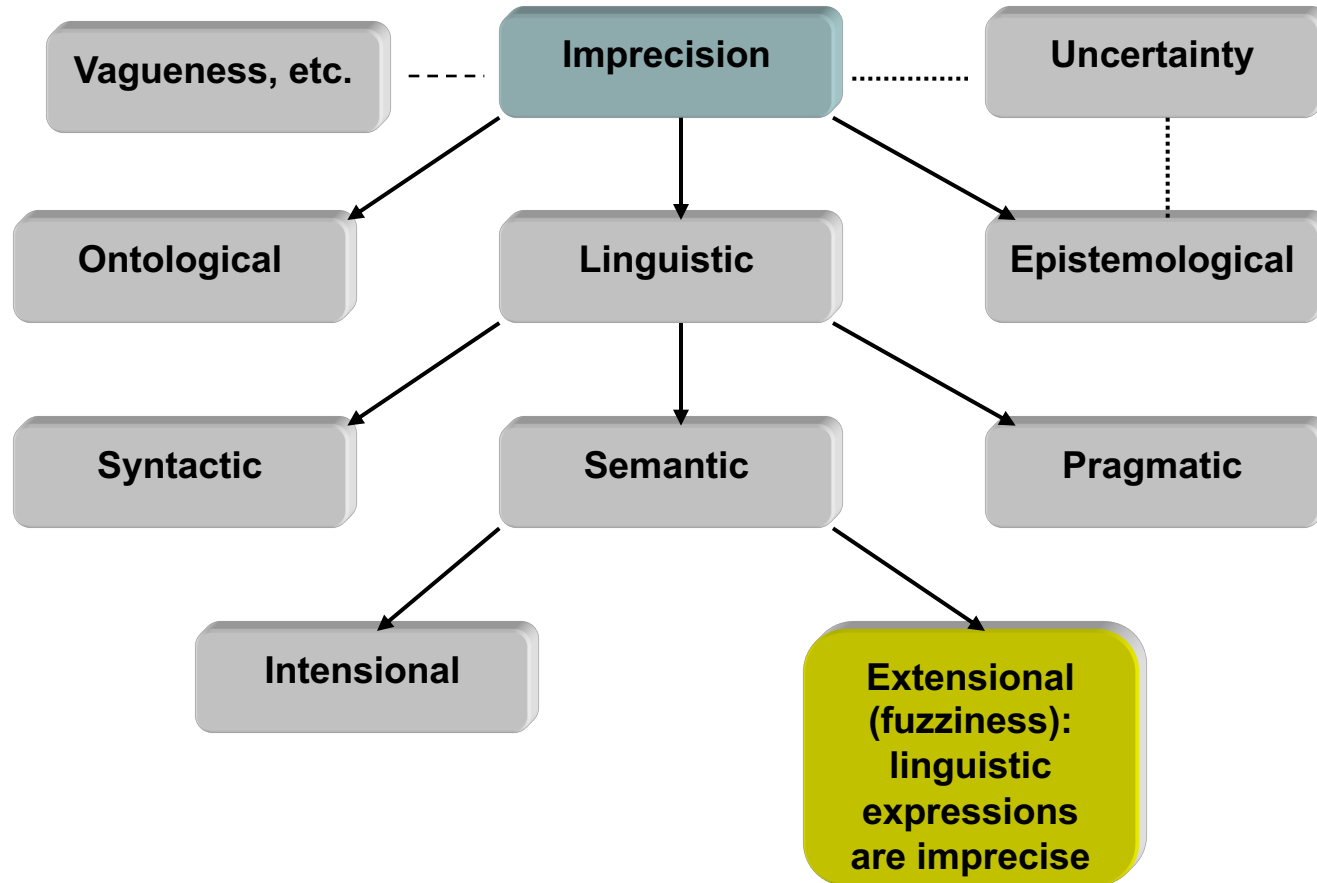 Vagueness, etc.
Imprecision
Uncertainty
Ontological
Linguistic
Epistemological
Syntactic
Semantic
Pragmatic
Intensional
Extensional
(fuzziness):
linguistic
expressions
are imprecise